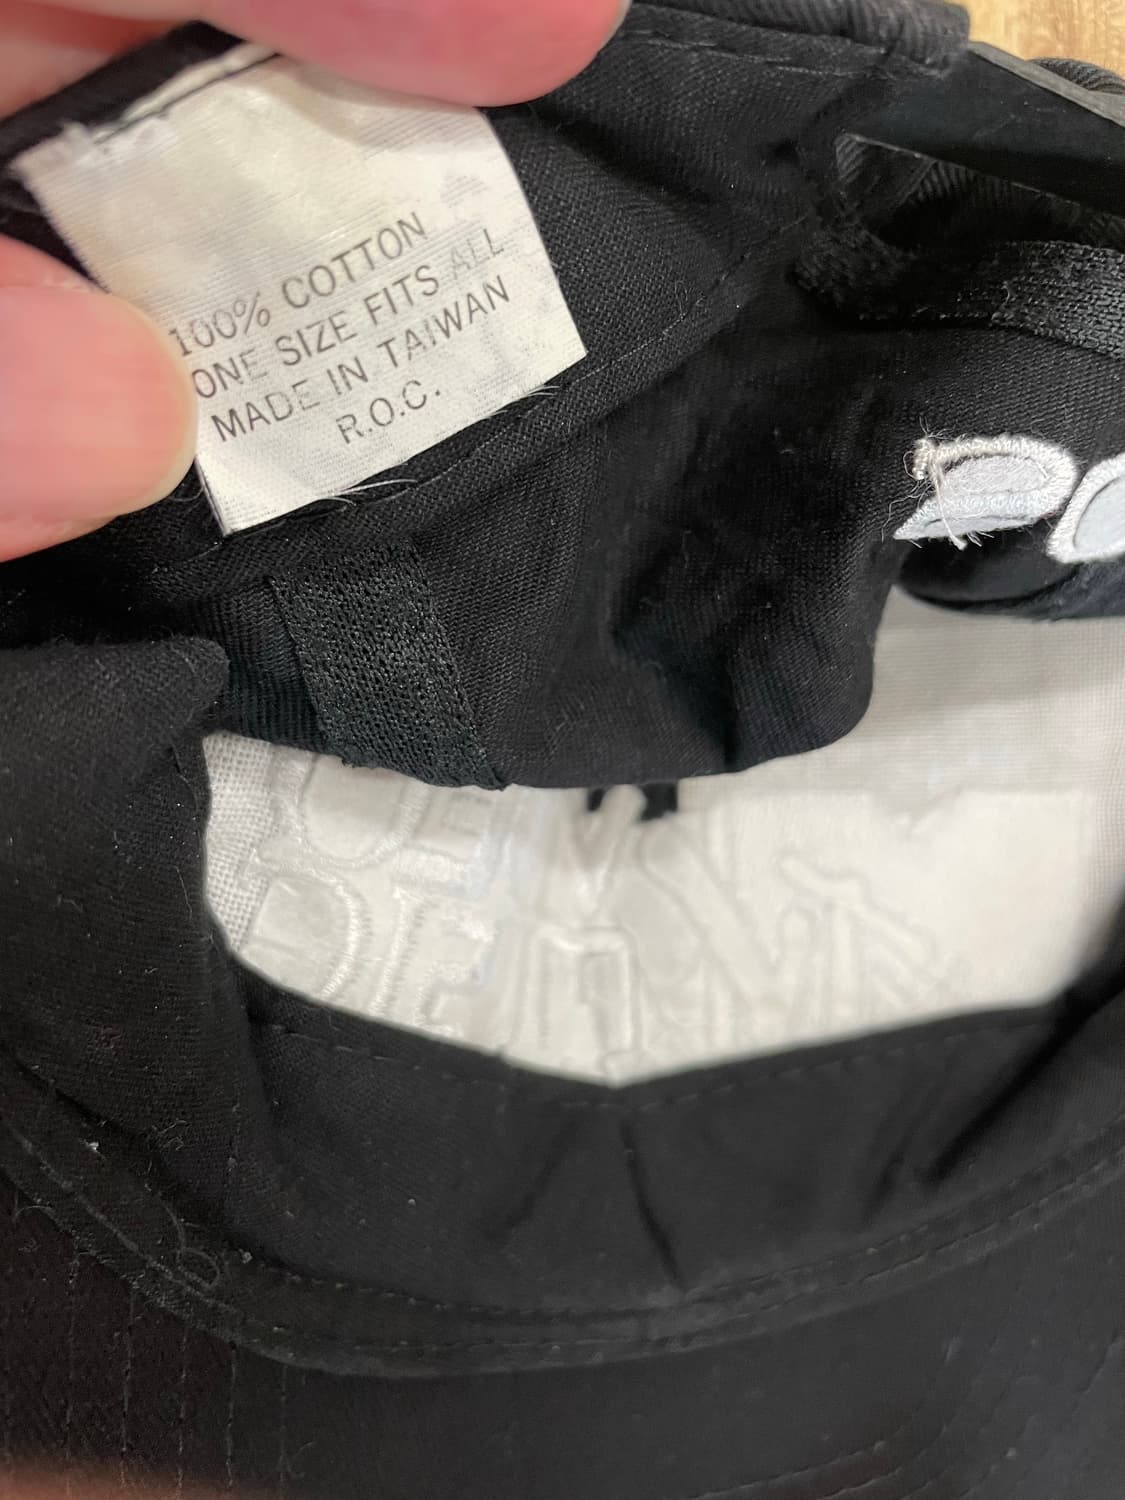 100% COTTON
ONE SIZE FITS ALL
MADE IN TAIWAN
R.O.C.